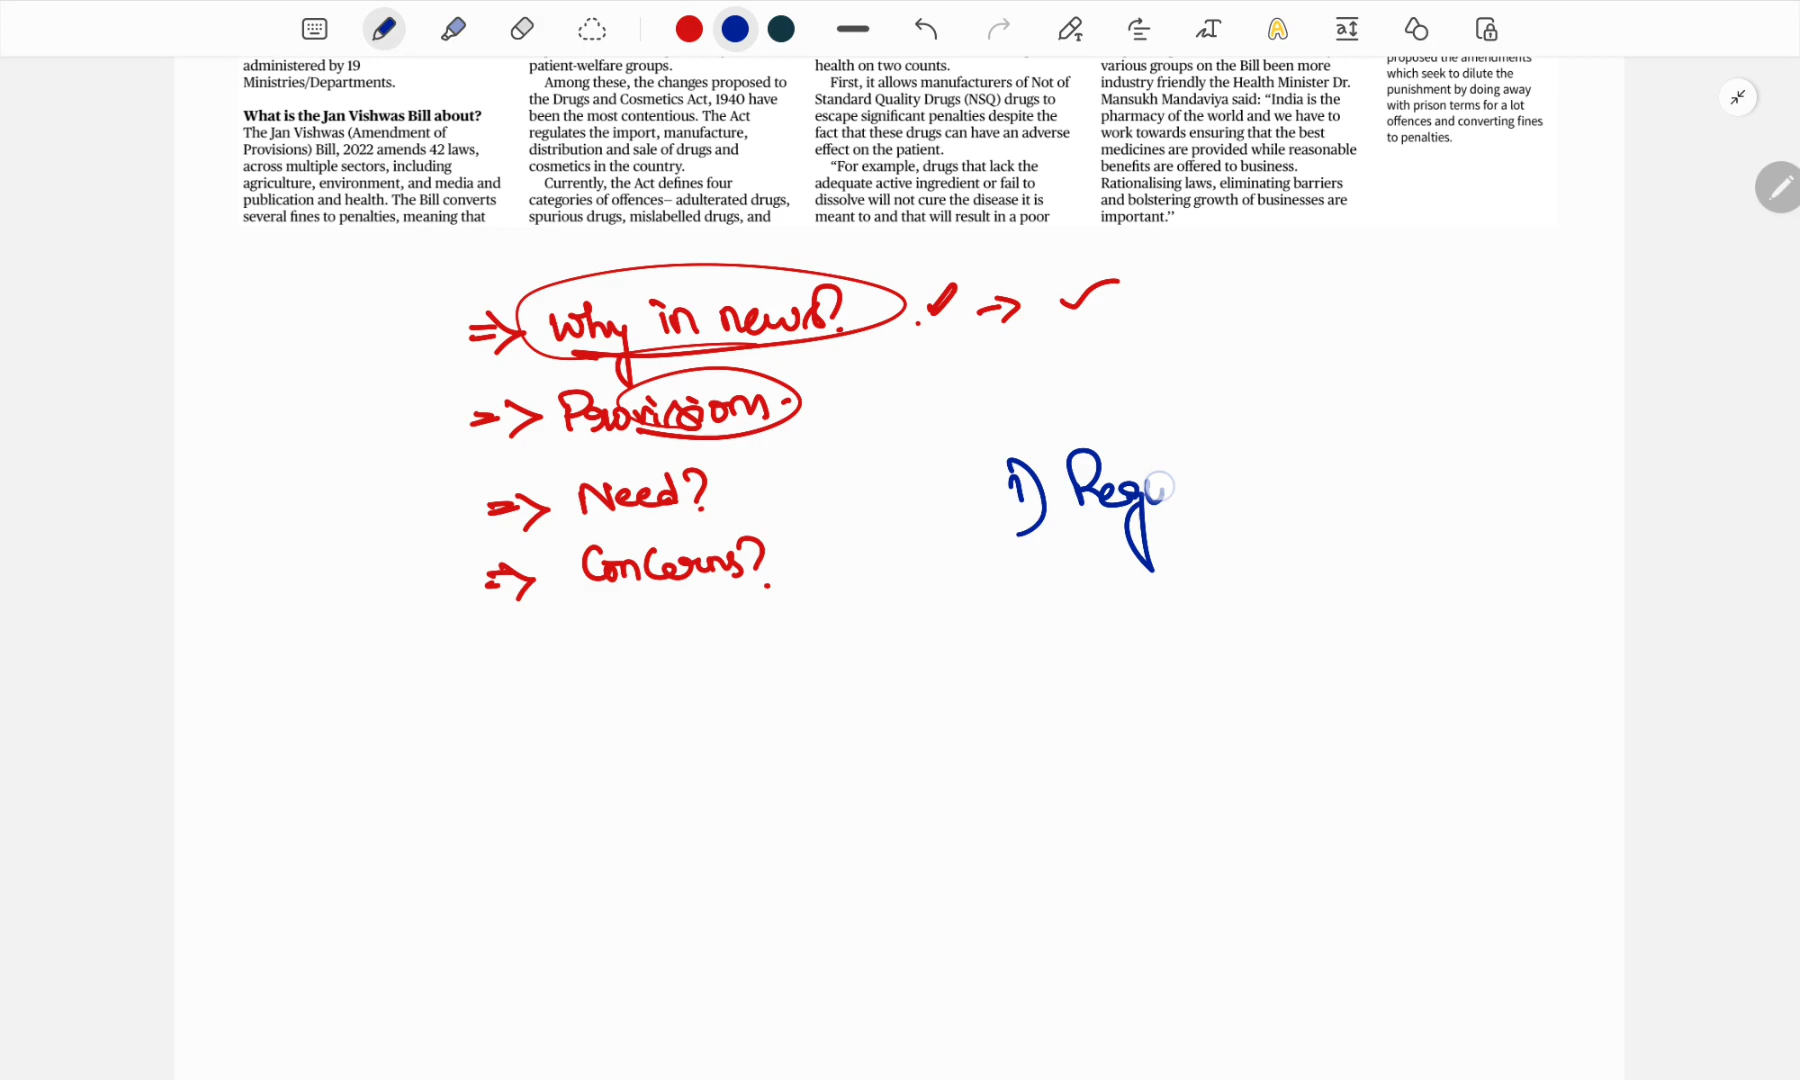 administered by 19
Ministries/Departments.
What is the Jan Vishwas Bill about?
The Jan Vishwas (Amendment of
Provisions) Bill, 2022 amends 42 laws,
across multiple sectors, including
agriculture, environment, and media and
publication and health. The Bill converts
several fines to penalties, meaning that
patient-welfare groups.
Among these, the changes proposed to
the Drugs and Cosmetics Act, 1940 have
been the most contentious. The Act
regulates the import, manufacture,
distribution and sale of drugs and
cosmetics in the country.
Currently, the Act defines four
categories of offences– adulterated drugs,
spurious drugs, mislabelled drugs, and
health on two counts.
First, it allows manufacturers of Not of
Standard Quality Drugs (NSQ) drugs to
escape significant penalties despite the
fact that these drugs can have an adverse
effect on the patient.
“For example, drugs that lack the
adequate active ingredient or fail to
dissolve will not cure the disease it is
meant to and that will result in a poor
various groups on the Bill been more
industry friendly the Health Minister Dr.
Mansukh Mandaviya said: “India is the
pharmacy of the world and we have to
work towards ensuring that the best
medicines are provided while reasonable
benefits are offered to business.
Rationalising laws, eliminating barriers
and bolstering growth of businesses are
important.’’
proposed the amendments
which seek to dilute the
punishment by doing away
with prison terms for a lot
offences and converting fines
to penalties.
=> Why in news? ✓ → ✓
=> Provisions.
=> Need?
=> Concerns?
1) Regu